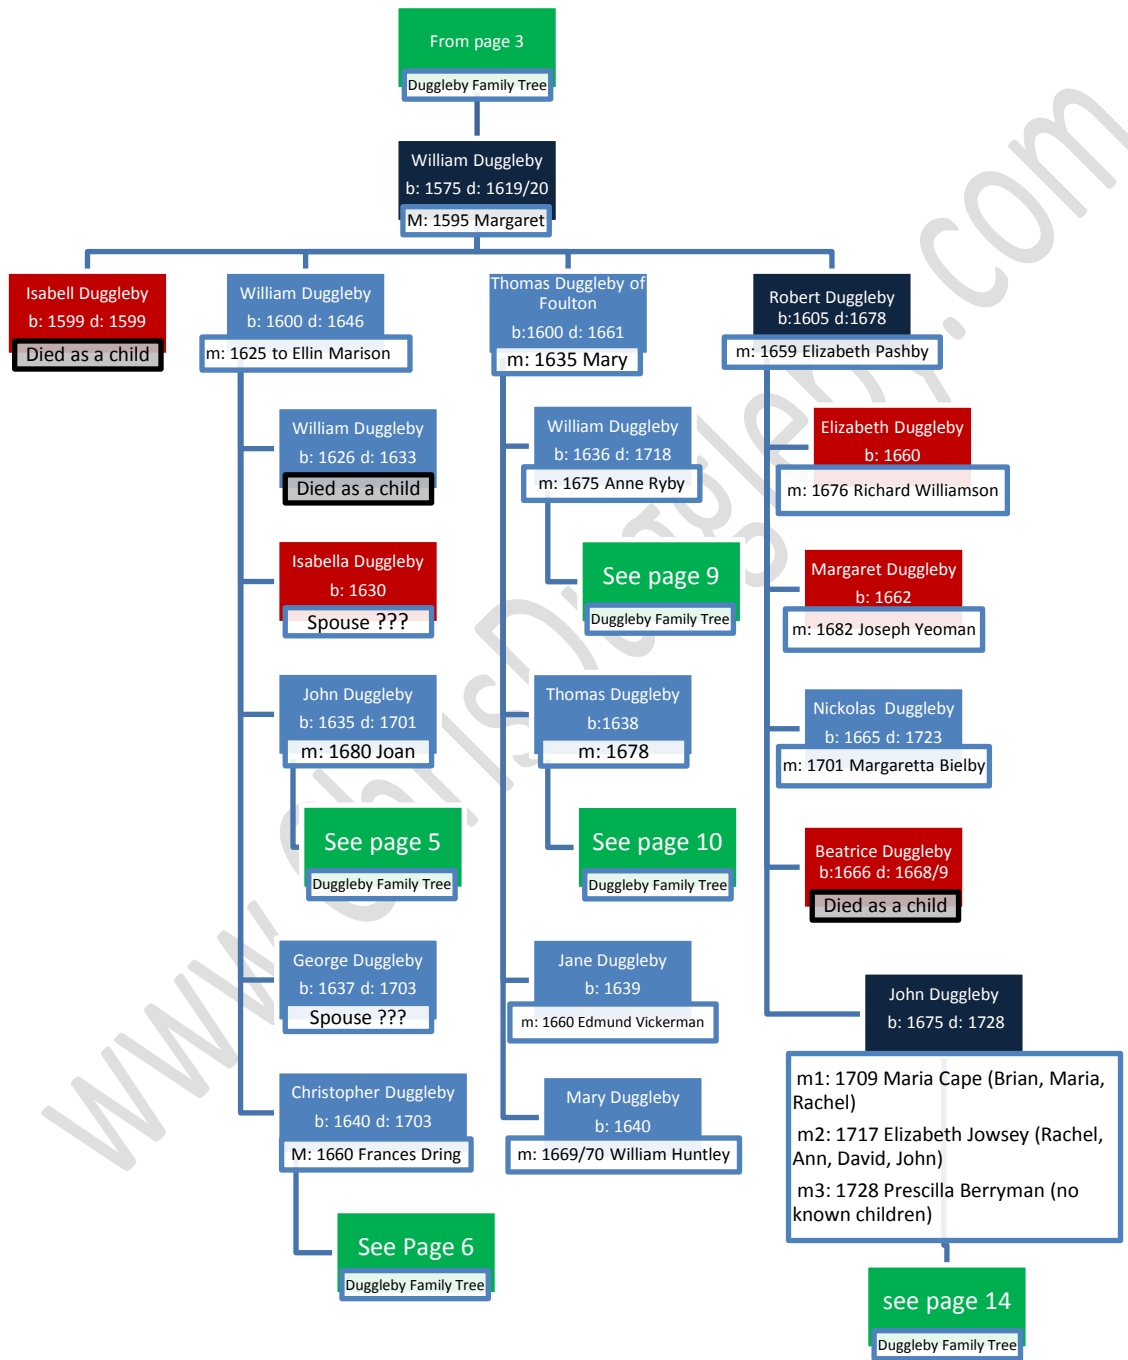 From page 3
Duggleby Family Tree
William Duggleby
b: 1575 d: 1619/20
M: 1595 Margaret
Isabell Duggleby
b: 1599 d: 1599
Died as a child
William Duggleby
b: 1600 d: 1646
m: 1625 to Ellin Marison
William Duggleby
b: 1626 d: 1633
Died as a child
Isabella Duggleby
b: 1630
Spouse ???
John Duggleby
b: 1635 d: 1701
m: 1680 Joan
See page 5
Duggleby Family Tree
George Duggleby
b: 1637 d: 1703
Spouse ???
Christopher Duggleby
b: 1640 d: 1703
M: 1660 Frances Dring
See Page 6
Duggleby Family Tree
Thomas Duggleby of
Foulton
b:1600 d: 1661
m: 1635 Mary
William Duggleby
b: 1636 d: 1718
m: 1675 Anne Ryby
See page 9
Duggleby Family Tree
Thomas Duggleby
b:1638
m: 1678
See page 10
Duggleby Family Tree
Jane Duggleby
b: 1639
m: 1660 Edmund Vickerman
Mary Duggleby
b: 1640
m: 1669/70 William Huntley
Robert Duggleby
b:1605 d:1678
m: 1659 Elizabeth Pashby
Elizabeth Duggleby
b: 1660
m: 1676 Richard Williamson
Margaret Duggleby
b: 1662
m: 1682 Joseph Yeoman
Nickolas Duggleby
b: 1665 d: 1723
m: 1701 Margaretta Bielby
Beatrice Duggleby
b:1666 d: 1668/9
Died as a child
John Duggleby
b: 1675 d: 1728
m1: 1709 Maria Cape (Brian, Maria,
Rachel)
m2: 1717 Elizabeth Jowsey (Rachel,
Ann, David, John)
m3: 1728 Prescilla Berryman (no
known children)
see page 14
Duggleby Family Tree
www.ChrisDuggleby.com